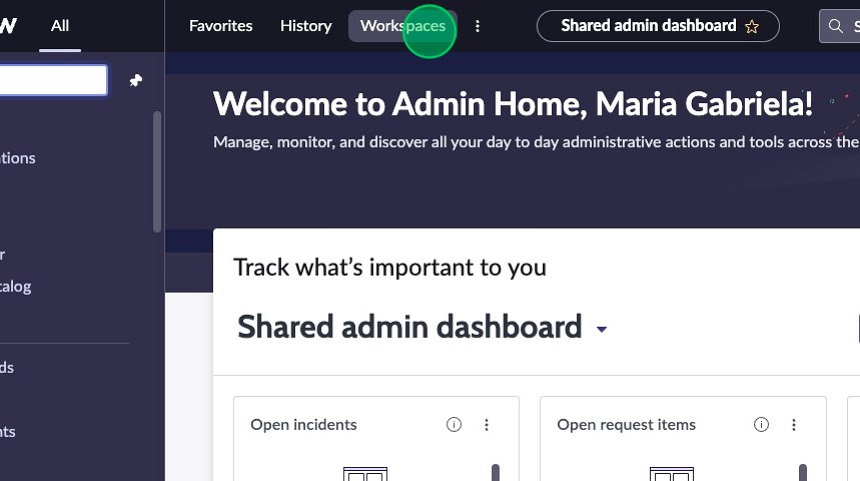 W
All
Favorites
History
Workspaces
Shared admin dashboard
S
Welcome to Admin Home, Maria Gabriela!
Manage, monitor, and discover all your day to day administrative actions and tools across the
ations
r
talog
ds
nts
Track what's important to you
Shared admin dashboard
Open incidents
Open request items